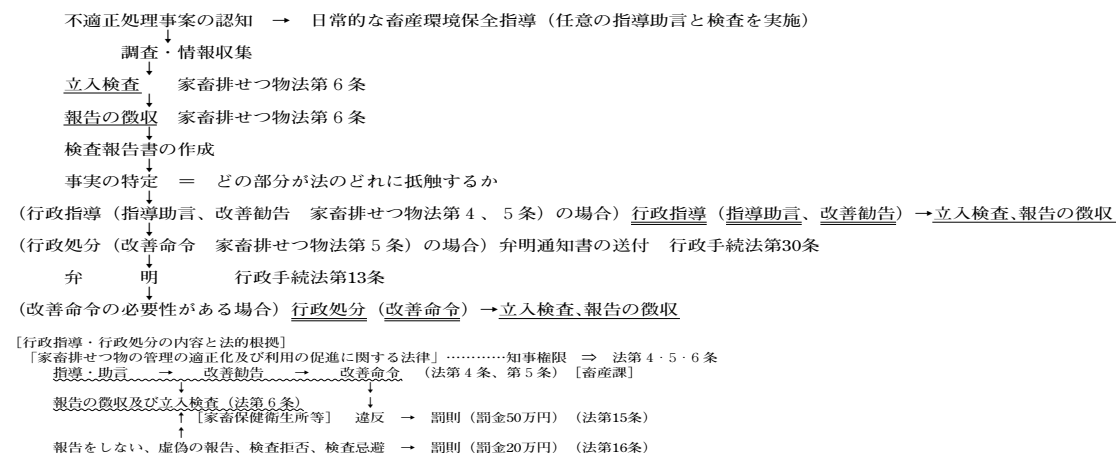 不適正処理事案の認知 → 日常的な畜産環境保全指導（任意の指導助言と検査を実施）
↓
調査・情報収集
↓
立入検査 家畜排せつ物法第６条
↓
報告の徴収 家畜排せつ物法第６条
↓
検査報告書の作成
↓
事実の特定 ＝ どの部分が法のどれに抵触するか
↓
(行政指導（指導助言、改善勧告 家畜排せつ物法第４、５条）の場合) 行政指導（指導助言、改善勧告）→立入検査、報告の徴収
↓
(行政処分（改善命令 家畜排せつ物法第５条）の場合) 弁明通知書の送付 行政手続法第30条
↓
弁 明 行政手続法第13条
↓
(改善命令の必要性がある場合) 行政処分（改善命令）→立入検査、報告の徴収
[行政指導・行政処分の内容と法的根拠]
「家畜排せつ物の管理の適正化及び利用の促進に関する法律」…………知事権限 ⇒ 法第４・５・６条
指導・助言 → 改善勧告 → 改善命令 （法第４条、第５条）[畜産課]
↓ ↓
報告の徴収及び立入検査（法第６条） ↓
↑ [家畜保健衛生所等] 違反 → 罰則（罰金50万円）（法第15条）
↑
報告をしない、虚偽の報告、検査拒否、検査忌避 → 罰則（罰金20万円）（法第16条）